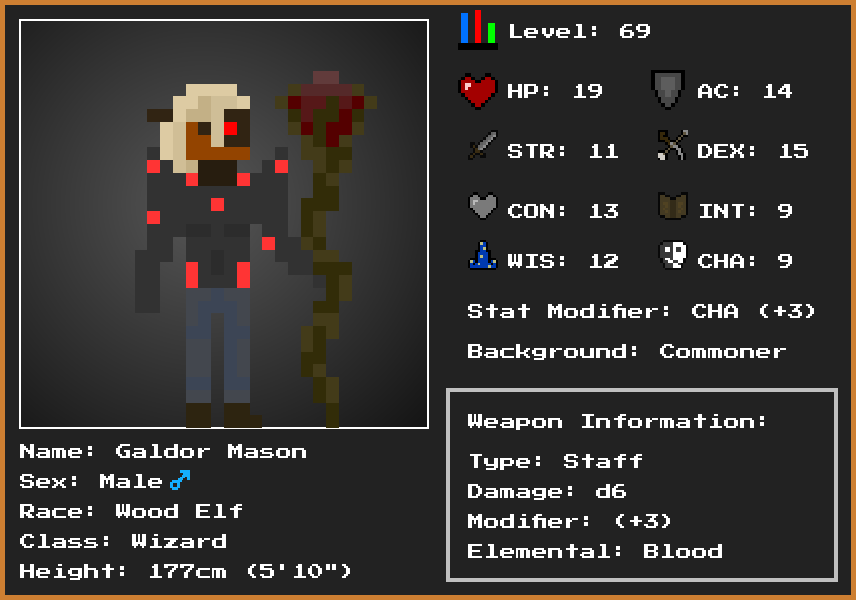 Level: 69
HP: 19
AC: 14
STR: 11
DEX: 15
CON: 13
INT: 9
WIS: 12
CHA: 9
Stat Modifier: CHA (+3)
Background: Commoner
Weapon Information:
Type: Staff
Damage: d6
Modifier: (+3)
Elemental: Blood
Name: Galdor Mason
Sex: Male♂
Race: Wood Elf
Class: Wizard
Height: 177cm (5'10")